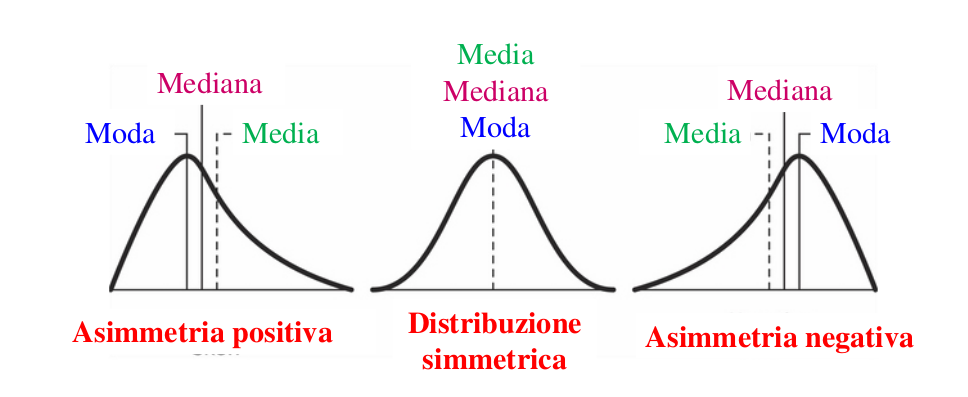 Mediana
Moda
Media
Asimmetria positiva
Media
Mediana
Moda
Distribuzione
simmetrica
Mediana
Media
Moda
Asimmetria negativa